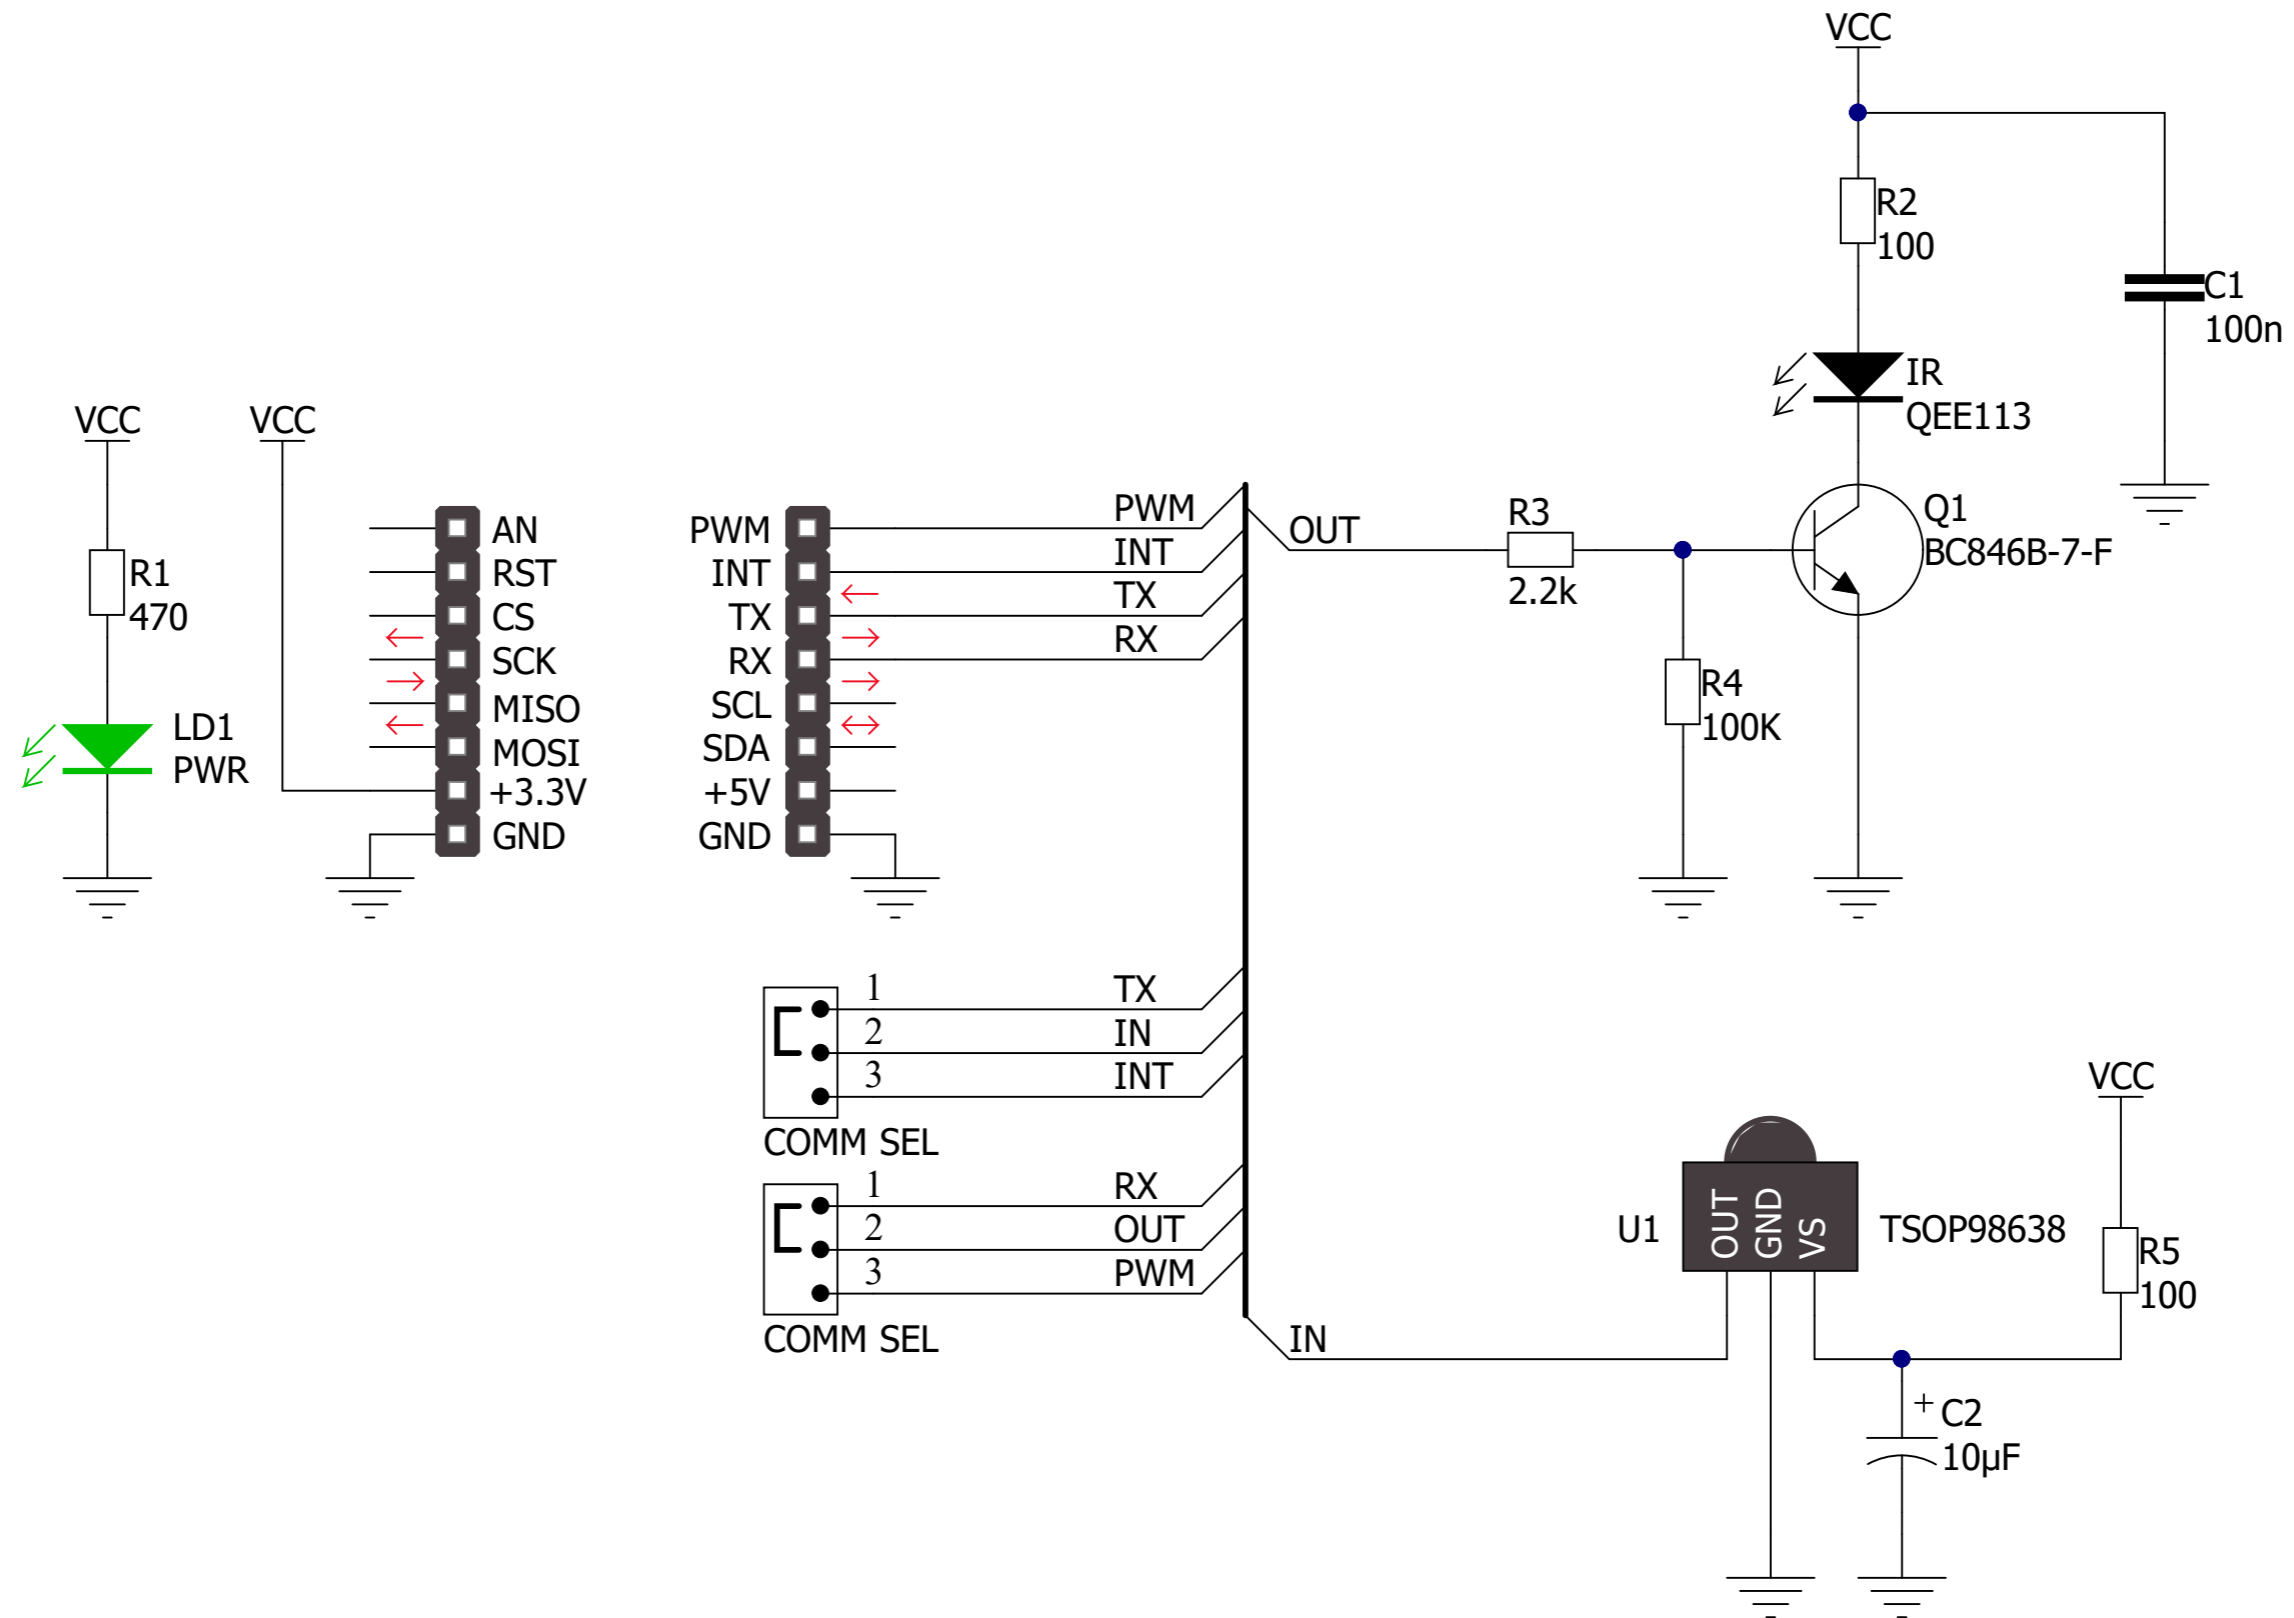 VCC
R2
100
C1
100n
IR
QEE113
Q1
BC846B-7-F
VCC
VCC
R1
470
LD1
PWR
AN
RST
CS
SCK
MISO
MOSI
+3.3V
GND
PWM
INT
TX
RX
SCL
SDA
+5V
GND
PWM
INT
TX
RX
OUT
R3
2.2k
R4
100K
1
2
3
TX
IN
INT
COMM SEL
1
2
3
RX
OUT
PWM
COMM SEL
IN
U1
OUT
GND
VS
TSOP98638
VCC
R5
100
+
C2
10µF